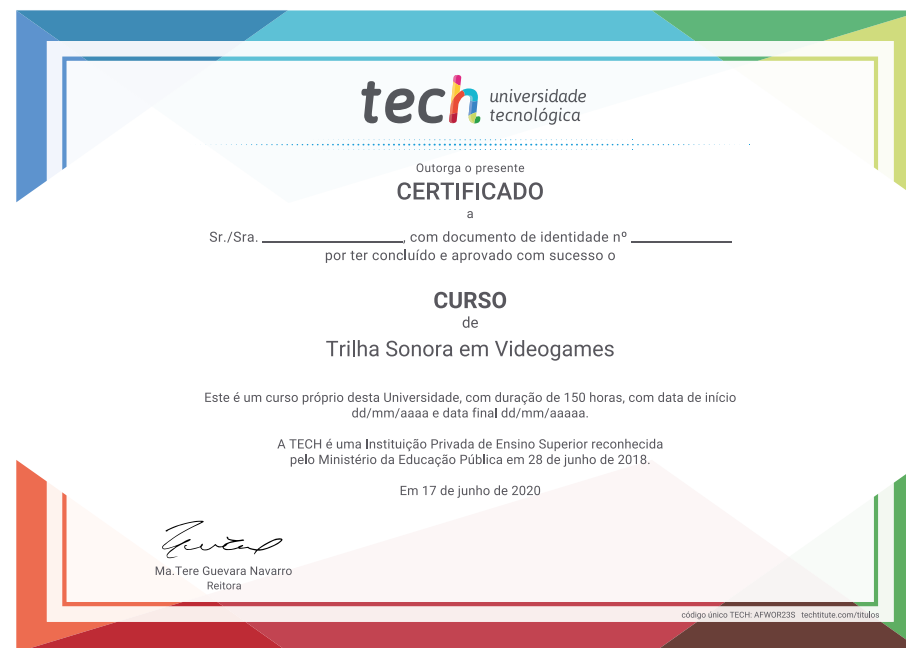 tech universidade
tecnológica
Outorga o presente
CERTIFICADO
a
Sr./Sra. ____________, com documento de identidade nº ____________
por ter concluído e aprovado com sucesso o
CURSO
de
Trilha Sonora em Videogames
Este é um curso próprio desta Universidade, com duração de 150 horas, com data de início
dd/mm/aaaa e data final dd/mm/aaaaa.
A TECH é uma Instituição Privada de Ensino Superior reconhecida
pelo Ministério da Educação Pública em 28 de junho de 2018.
Em 17 de junho de 2020
Ma.Tere Guevara Navarro
Reitora
código único TECH: AFWOR23S techtitute.com/títulos